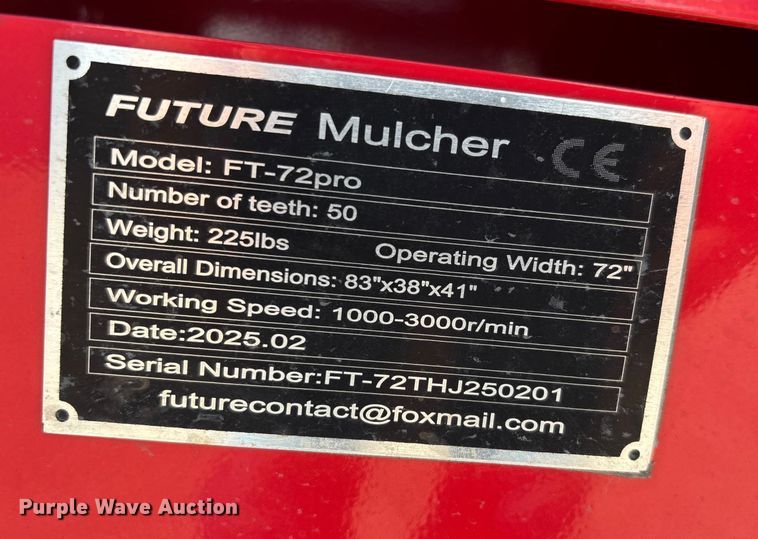 FUTURE Mulcher CE
Model: FT-72pro
Number of teeth: 50
Weight: 225lbs Operating Width: 72"
Overall Dimensions: 83"x38"x41"
Working Speed: 1000-3000r/min
Date:2025.02
Serial Number:FT-72THJ250201
futurecontact@foxmail.com
Purple Wave Auction